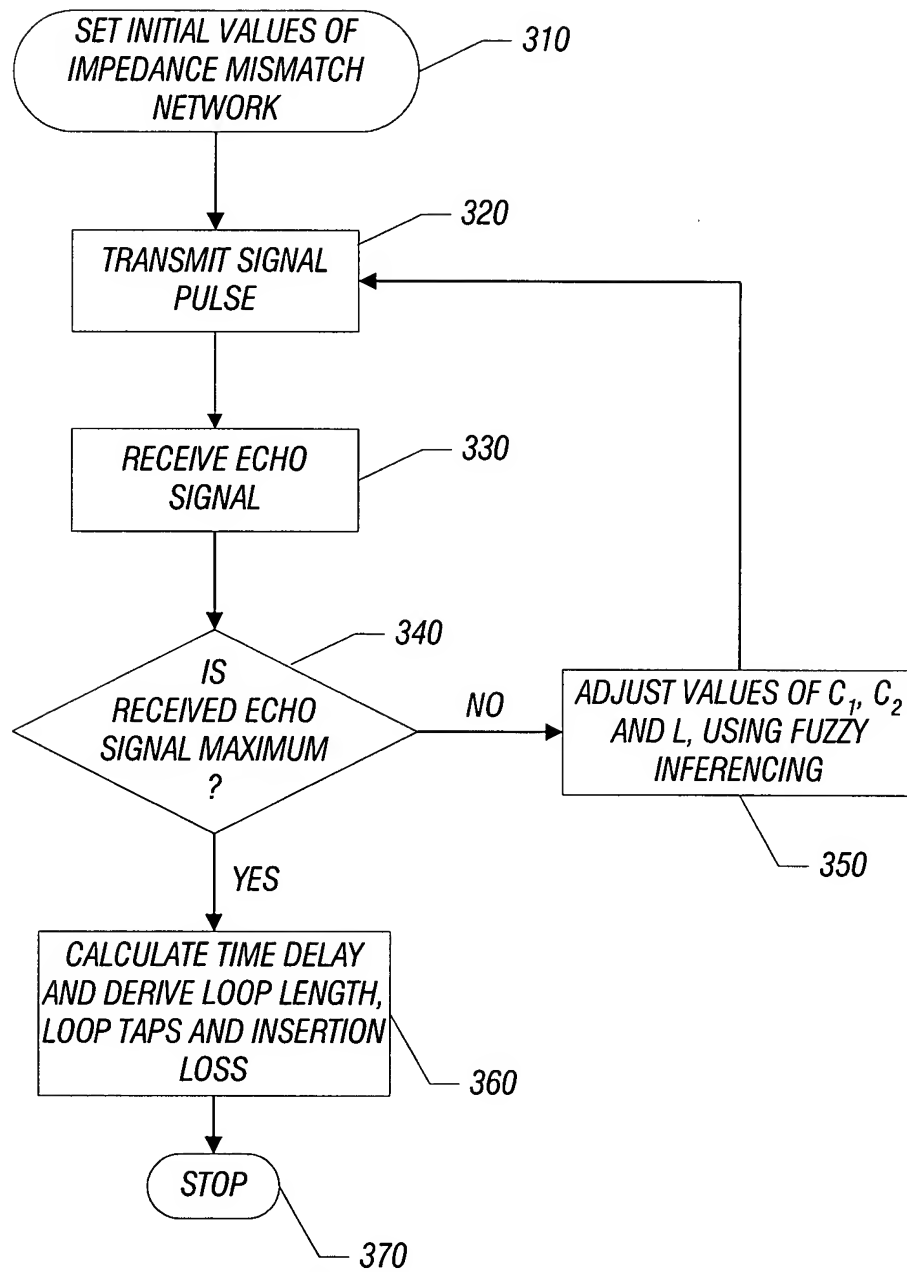 SET INITIAL VALUES OF
IMPEDANCE MISMATCH
NETWORK
310
320
TRANSMIT SIGNAL
PULSE
RECEIVE ECHO
SIGNAL
330
340
IS
RECEIVED ECHO
SIGNAL MAXIMUM
?
NO
ADJUST VALUES OF C₁, C₂
AND L, USING FUZZY
INFERENCING
350
YES
CALCULATE TIME DELAY
AND DERIVE LOOP LENGTH,
LOOP TAPS AND INSERTION
LOSS
360
STOP
370